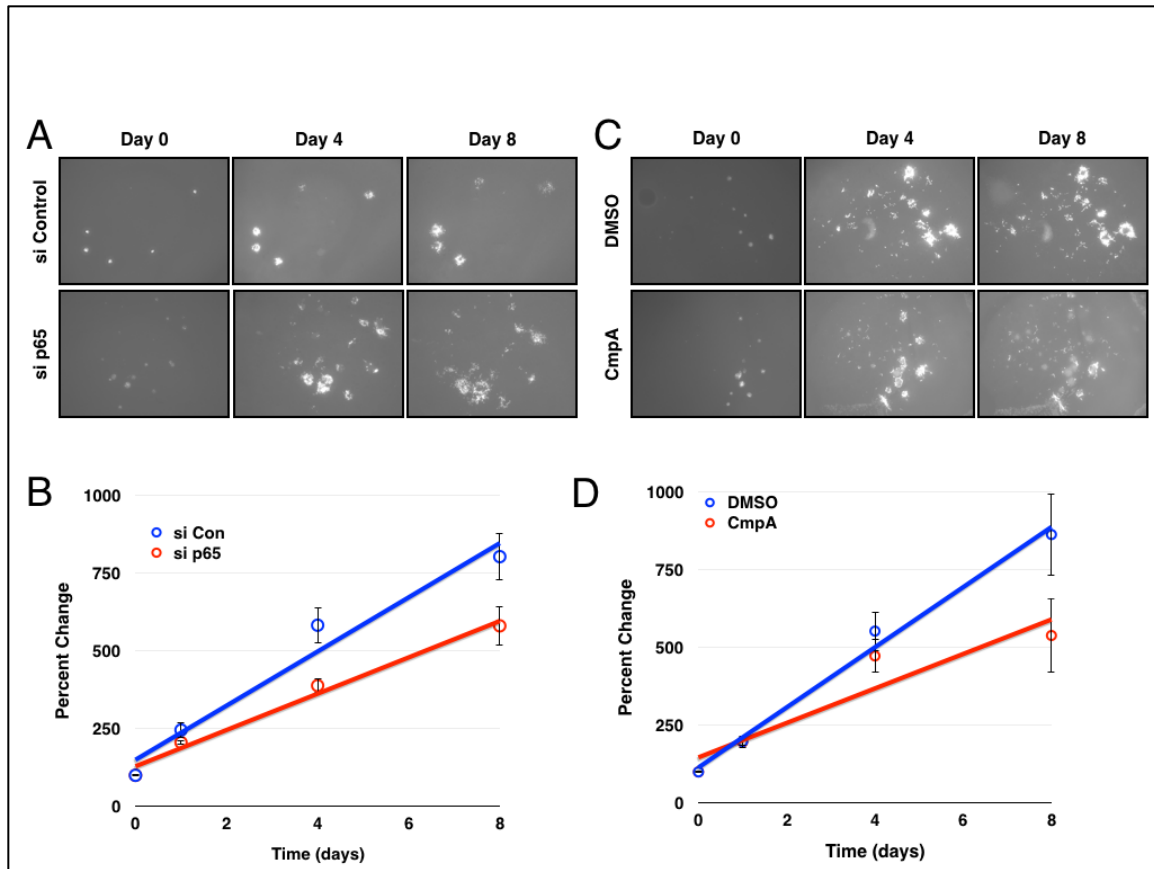 A
Day 0 Day 4 Day 8
si Control
si p65
C
Day 0 Day 4 Day 8
DMSO
CmpA
B
1000
750
500
250
0
Percent Change
si Con
si p65
0 2 4 6 8
Time (days)
D
1000
750
500
250
0
Percent Change
DMSO
CmpA
0 2 4 6 8
Time (days)